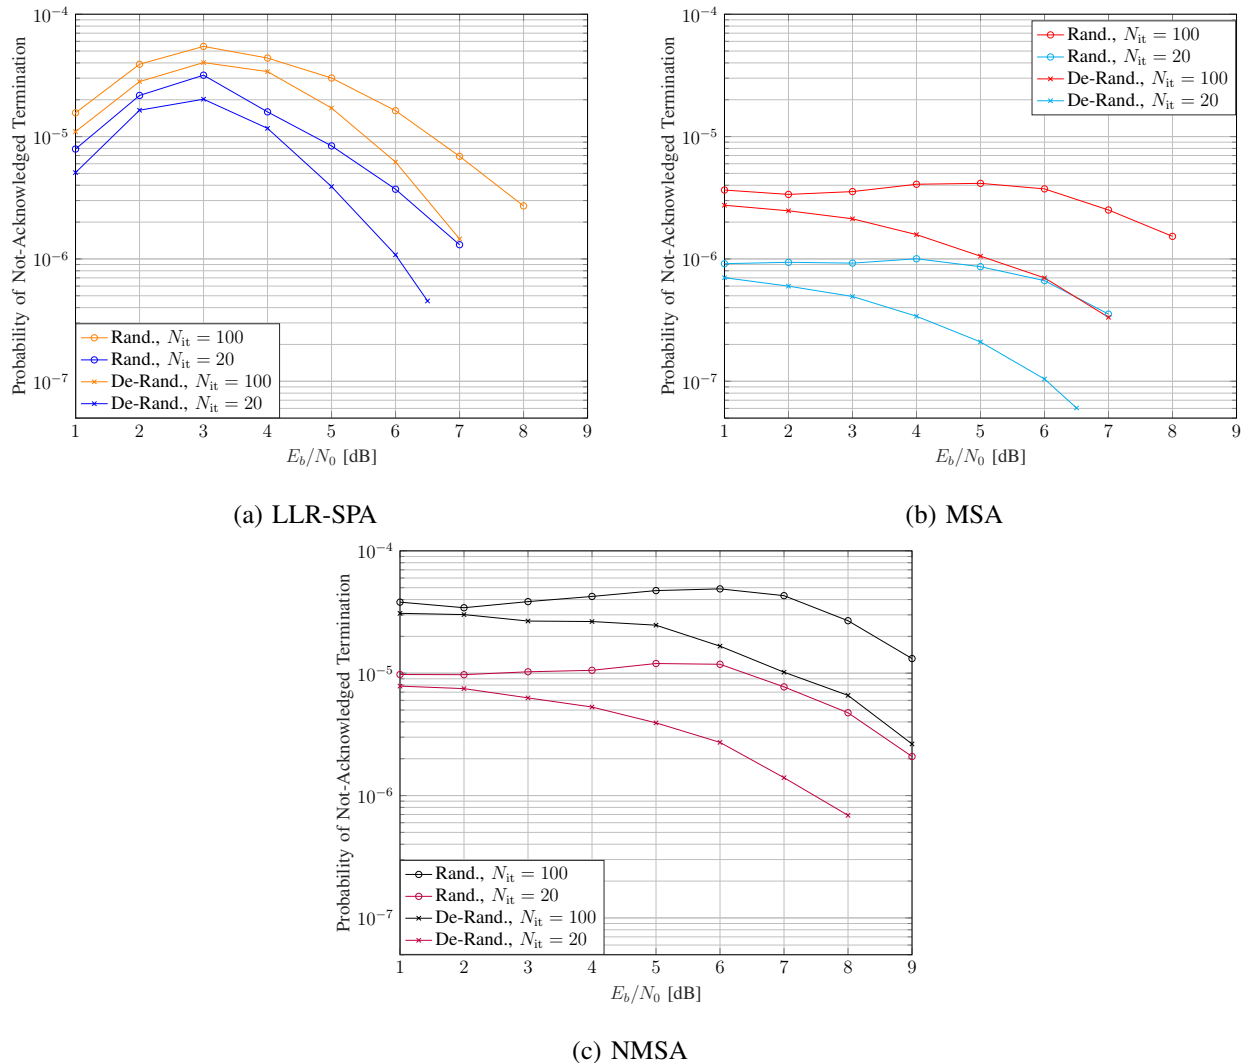 10^−4
10^−5
10^−6
10^−7
Probability of Not-Acknowledged Termination
Rand., N_it = 100
Rand., N_it = 20
De-Rand., N_it = 100
De-Rand., N_it = 20
1 2 3 4 5 6 7 8 9
E_b/N_0 [dB]
(a) LLR-SPA
10^−4
10^−5
10^−6
10^−7
Probability of Not-Acknowledged Termination
Rand., N_it = 100
Rand., N_it = 20
De-Rand., N_it = 100
De-Rand., N_it = 20
1 2 3 4 5 6 7 8 9
E_b/N_0 [dB]
(b) MSA
10^−4
10^−5
10^−6
10^−7
Probability of Not-Acknowledged Termination
Rand., N_it = 100
Rand., N_it = 20
De-Rand., N_it = 100
De-Rand., N_it = 20
1 2 3 4 5 6 7 8 9
E_b/N_0 [dB]
(c) NMSA